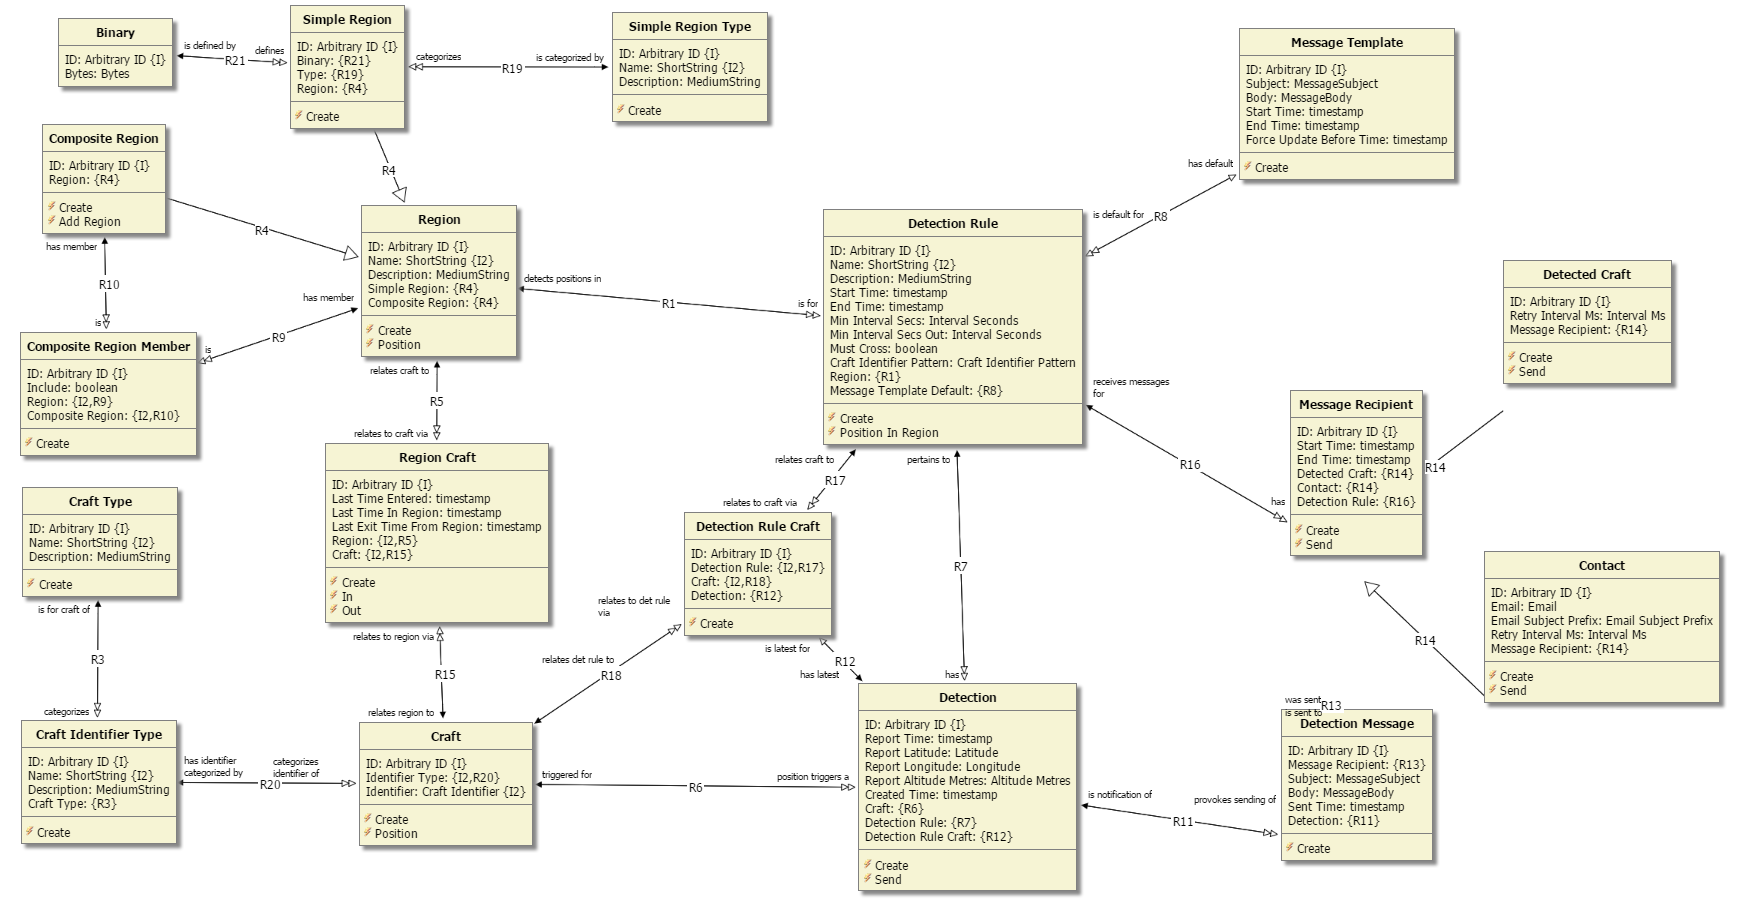 Binary
ID: Arbitrary ID {I}
Bytes: Bytes
is defined by
R21
defines
Simple Region
ID: Arbitrary ID {I}
Binary: {R21}
Type: {R19}
Region: {R4}
Create
categorizes
R19
is categorized by
Simple Region Type
ID: Arbitrary ID {I}
Name: ShortString {I2}
Description: MediumString
Create
Message Template
ID: Arbitrary ID {I}
Subject: MessageSubject
Body: MessageBody
Start Time: timestamp
End Time: timestamp
Force Update Before Time: timestamp
Create
has default
R8
is default for
Composite Region
ID: Arbitrary ID {I}
Region: {R4}
Create
Add Region
R4
R4
has member
R10
is
Region
ID: Arbitrary ID {I}
Name: ShortString {I2}
Description: MediumString
Simple Region: {R4}
Composite Region: {R4}
Create
Position
detects positions in
R1
is for
Detection Rule
ID: Arbitrary ID {I}
Name: ShortString {I2}
Description: MediumString
Start Time: timestamp
End Time: timestamp
Min Interval Secs: Interval Seconds
Min Interval Secs Out: Interval Seconds
Must Cross: boolean
Craft Identifier Pattern: Craft Identifier Pattern
Region: {R1}
Message Template Default: {R8}
Create
Position In Region
Detected Craft
ID: Arbitrary ID {I}
Retry Interval Ms: Interval Ms
Message Recipient: {R14}
Create
Send
has member
R9
is
Composite Region Member
ID: Arbitrary ID {I}
Include: boolean
Region: {I2,R9}
Composite Region: {I2,R10}
Create
relates craft to
R5
relates to craft via
receives messages
for
R16
has
Message Recipient
ID: Arbitrary ID {I}
Start Time: timestamp
End Time: timestamp
Detected Craft: {R14}
Contact: {R14}
Detection Rule: {R16}
Create
Send
R14
Region Craft
ID: Arbitrary ID {I}
Last Time Entered: timestamp
Last Time In Region: timestamp
Last Exit Time From Region: timestamp
Region: {I2,R5}
Craft: {I2,R15}
Create
In
Out
relates craft to
R17
relates to craft via
pertains to
R7
has
Craft Type
ID: Arbitrary ID {I}
Name: ShortString {I2}
Description: MediumString
Create
Detection Rule Craft
ID: Arbitrary ID {I}
Detection Rule: {I2,R17}
Craft: {I2,R18}
Detection: {R12}
Create
Contact
ID: Arbitrary ID {I}
Email: Email
Email Subject Prefix: Email Subject Prefix
Retry Interval Ms: Interval Ms
Message Recipient: {R14}
Create
Send
R14
is for craft of
R3
categorizes
relates to region via
R15
relates region to
relates to det rule
via
relates det rule to
R18
is latest for
R12
has latest
Craft Identifier Type
ID: Arbitrary ID {I}
Name: ShortString {I2}
Description: MediumString
Craft Type: {R3}
Create
has identifier
categorized by
R20
categorizes
identifier of
Craft
ID: Arbitrary ID {I}
Identifier Type: {I2,R20}
Identifier: Craft Identifier {I2}
Create
Position
triggered for
R6
position triggers a
Detection
ID: Arbitrary ID {I}
Report Time: timestamp
Report Latitude: Latitude
Report Longitude: Longitude
Report Altitude Metres: Altitude Metres
Created Time: timestamp
Craft: {R6}
Detection Rule: {R7}
Detection Rule Craft: {R12}
Create
Send
is notification of
R11
provokes sending of
was sent
R13
is sent to
Detection Message
ID: Arbitrary ID {I}
Message Recipient: {R13}
Subject: MessageSubject
Body: MessageBody
Sent Time: timestamp
Detection: {R11}
Create